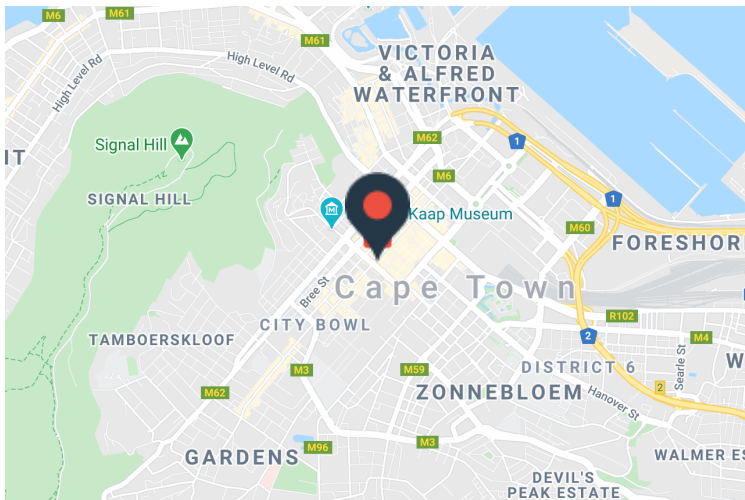 M6
M61
M61
High Level Rd
High Level Rd
VICTORIA
& ALFRED
WATERFRONT
M62
1
Signal Hill
M6
SIGNAL HILL
1
Kaap Museum
M60
FORESHOR
Bree St
Cape Town
R102
CITY BOWL
2
M4
TAMBOERSKLOOF
M3
M59
DISTRICT 6
Searle St
W
M62
ZONNEBLOEM
2
Hanover St
M96
M3
GARDENS
WALMER ES
DEVIL'S
PEAK ESTATE